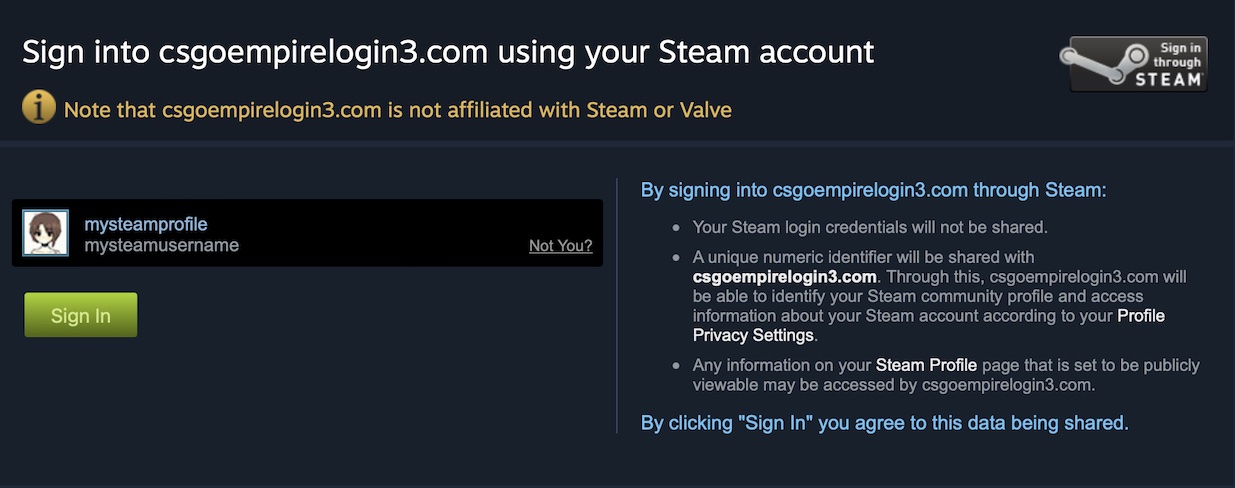 Sign into csgoempirelogin3.com using your Steam account
Sign in
through
STEAM
Note that csgoempirelogin3.com is not affiliated with Steam or Valve
mysteamprofile
mysteamusername
Not You?
Sign In
By signing into csgoempirelogin3.com through Steam:
• Your Steam login credentials will not be shared.
• A unique numeric identifier will be shared with
csgoempirelogin3.com. Through this, csgoempirelogin3.com will
be able to identify your Steam community profile and access
information about your Steam account according to your Profile
Privacy Settings.
• Any information on your Steam Profile page that is set to be publicly
viewable may be accessed by csgoempirelogin3.com.
By clicking "Sign In" you agree to this data being shared.